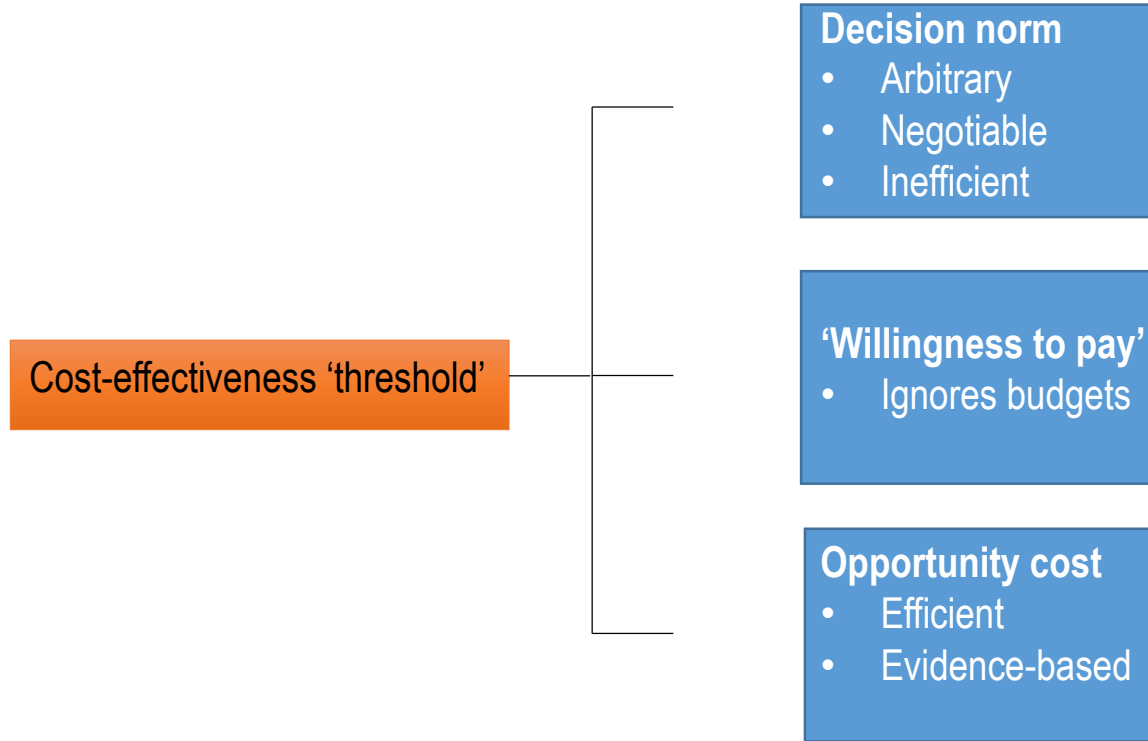 Decision norm
• Arbitrary
• Negotiable
• Inefficient
Cost-effectiveness ‘threshold’
‘Willingness to pay’
• Ignores budgets
Opportunity cost
• Efficient
• Evidence-based